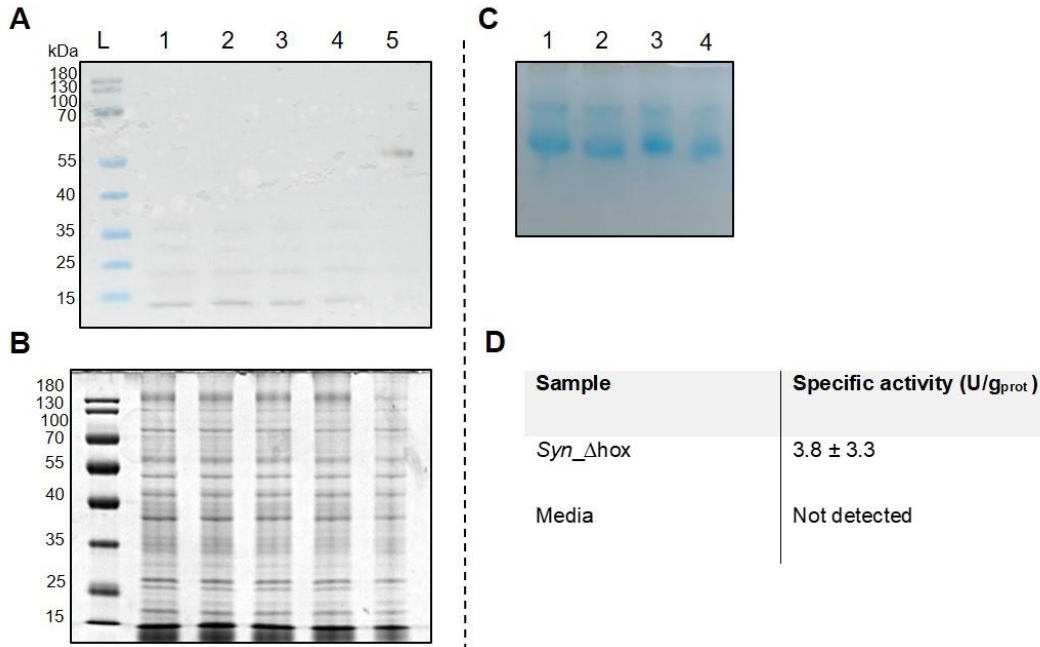 A
L 1 2 3 4 5
kDa
180
130
100
70
55
40
35
25
15
B
180
130
100
70
55
40
35
25
15
C
1 2 3 4
D
Sample Specific activity (U/gprot)
Syn_Δhox 3.8 ± 3.3
Media Not detected